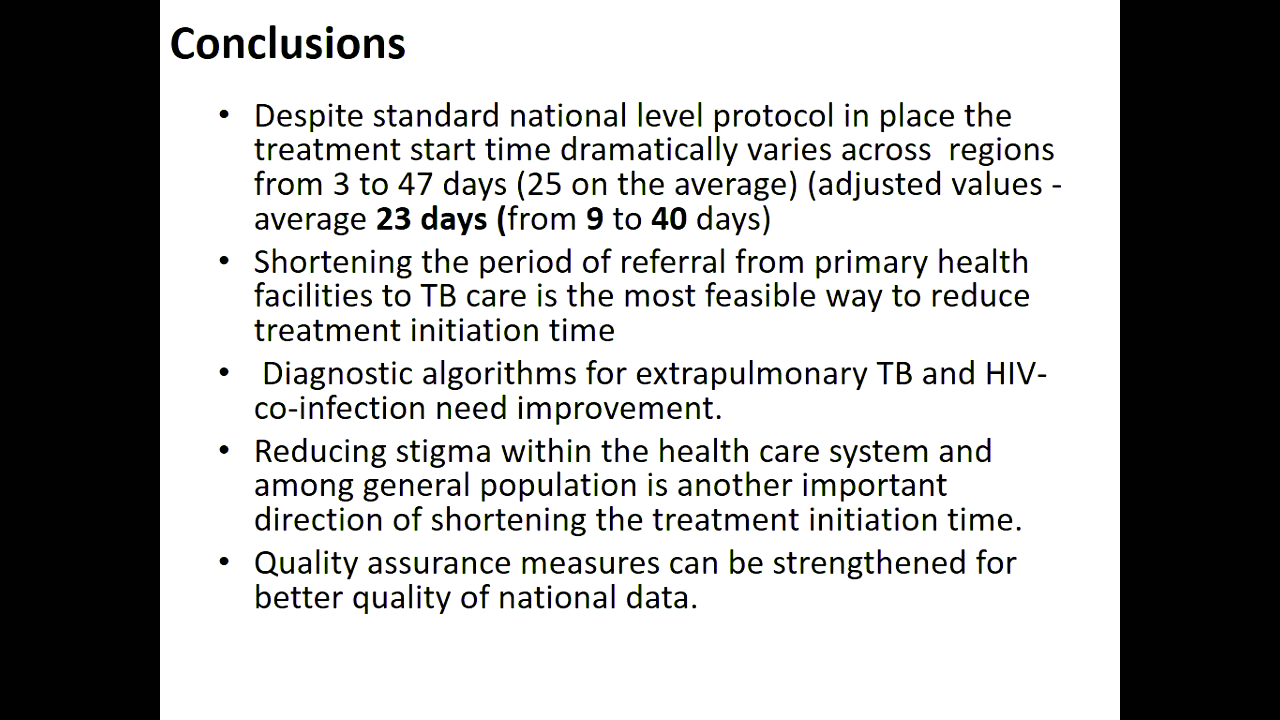 Conclusions
• Despite standard national level protocol in place the
treatment start time dramatically varies across  regions
from 3 to 47 days (25 on the average) (adjusted values -
average 23 days (from 9 to 40 days)
• Shortening the period of referral from primary health
facilities to TB care is the most feasible way to reduce
treatment initiation time
•  Diagnostic algorithms for extrapulmonary TB and HIV-
co-infection need improvement.
• Reducing stigma within the health care system and
among general population is another important
direction of shortening the treatment initiation time.
• Quality assurance measures can be strengthened for
better quality of national data.